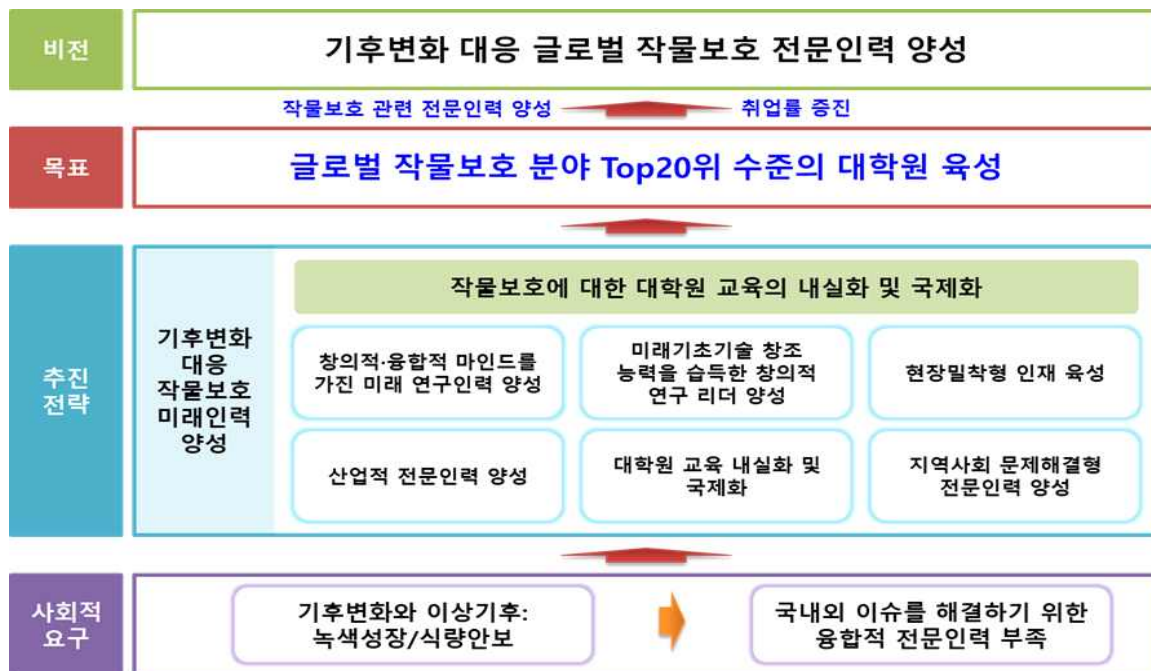 비전
기후변화 대응 글로벌 작물보호 전문인력 양성
작물보호 관련 전문인력 양성
취업률 증진
목표
글로벌 작물보호 분야 Top20위 수준의 대학원 육성
추진
전략
기후변화
대응
작물보호
미래인력
양성
작물보호에 대한 대학원 교육의 내실화 및 국제화
창의적·융합적 마인드를
가진 미래 연구인력 양성
미래기초기술 창조
능력을 습득한 창의적
연구 리더 양성
현장밀착형 인재 육성
산업적 전문인력 양성
대학원 교육 내실화 및
국제화
지역사회 문제해결형
전문인력 양성
사회적
요구
기후변화와 이상기후:
녹색성장/식량안보
국내외 이슈를 해결하기 위한
융합적 전문인력 부족